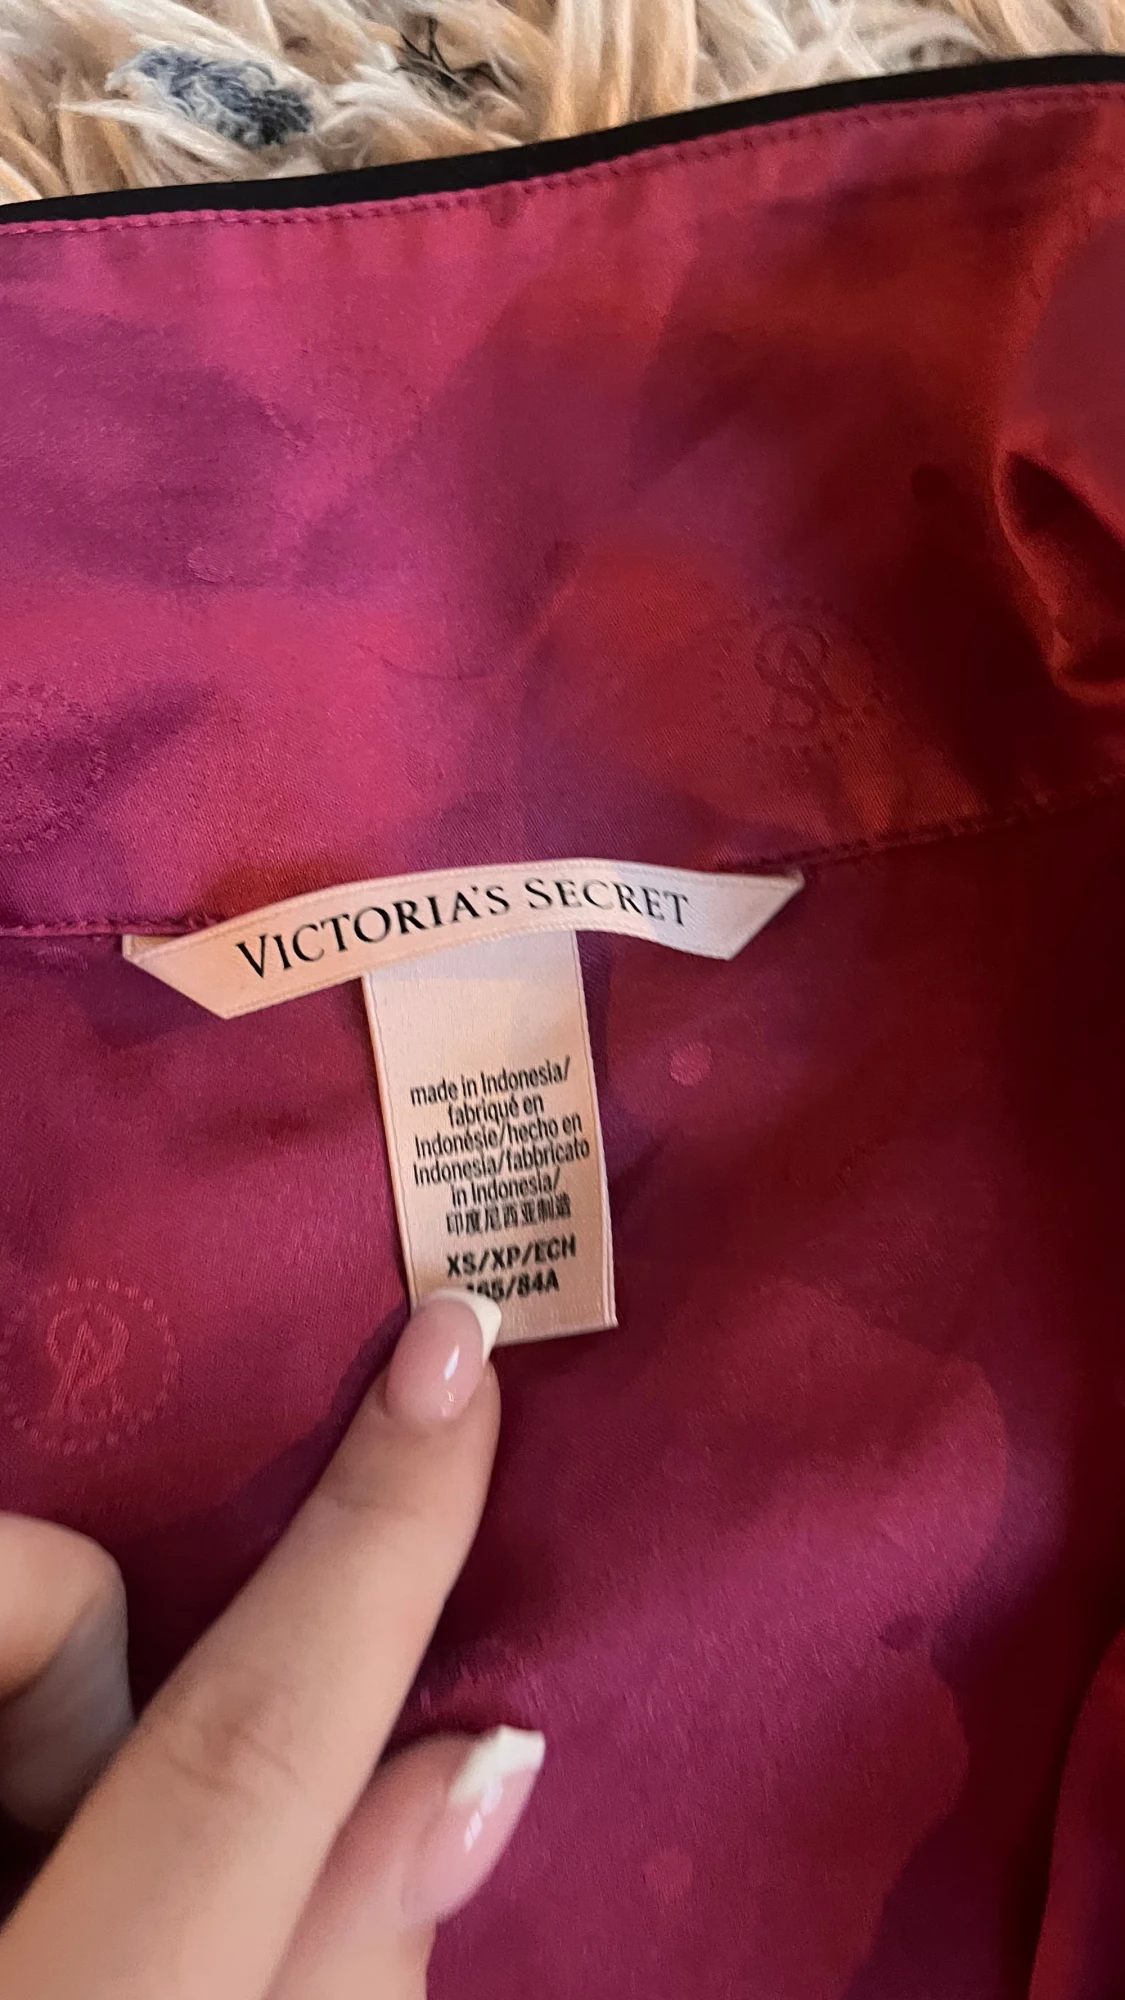 VICTORIA'S SECRET
made in Indonesia/
fabriqué en
Indonésie/hecho en
Indonesia/fabbricato
in Indonesia/
印度尼西亚制造
XS/XP/ECH
165/84A